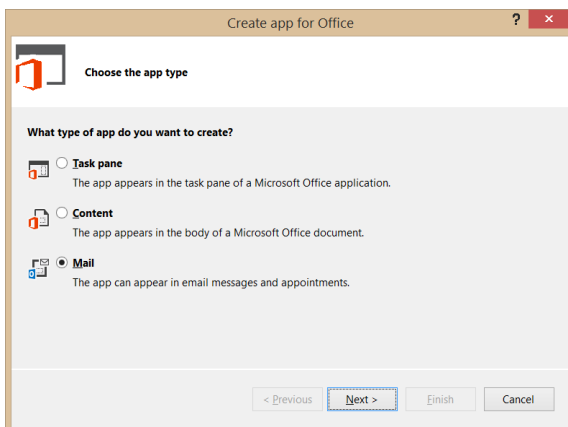 Create app for Office
?
×
Choose the app type
What type of app do you want to create?
Task pane
The app appears in the task pane of a Microsoft Office application.
Content
The app appears in the body of a Microsoft Office document.
Mail
The app can appear in email messages and appointments.
< Previous
Next >
Finish
Cancel